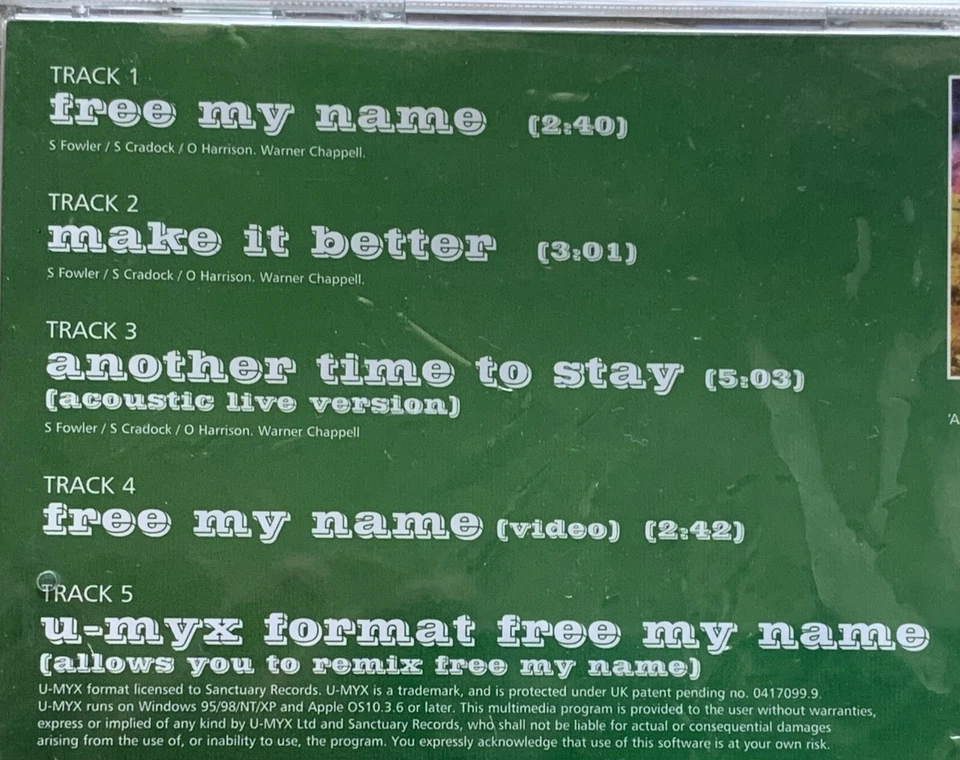 TRACK 1
free my name (2:40)
S Fowler / S Cradock / O Harrison. Warner Chappell.
TRACK 2
make it better (3:01)
S Fowler / S Cradock / O Harrison. Warner Chappell.
TRACK 3
another time to stay (5:03)
(acoustic live version)
S Fowler / S Cradock / O Harrison. Warner Chappell
TRACK 4
free my name (video) (2:42)
TRACK 5
u-myx format free my name
(allows you to remix free my name)
U-MYX format licensed to Sanctuary Records. U-MYX is a trademark, and is protected under UK patent pending no. 0417099.9.
U-MYX runs on Windows 95/98/NT/XP and Apple OS10.3.6 or later. This multimedia program is provided to the user without warranties,
express or implied of any kind by U-MYX Ltd and Sanctuary Records, who shall not be liable for actual or consequential damages
arising from the use of, or inability to use, the program. You expressly acknowledge that use of this software is at your own risk.